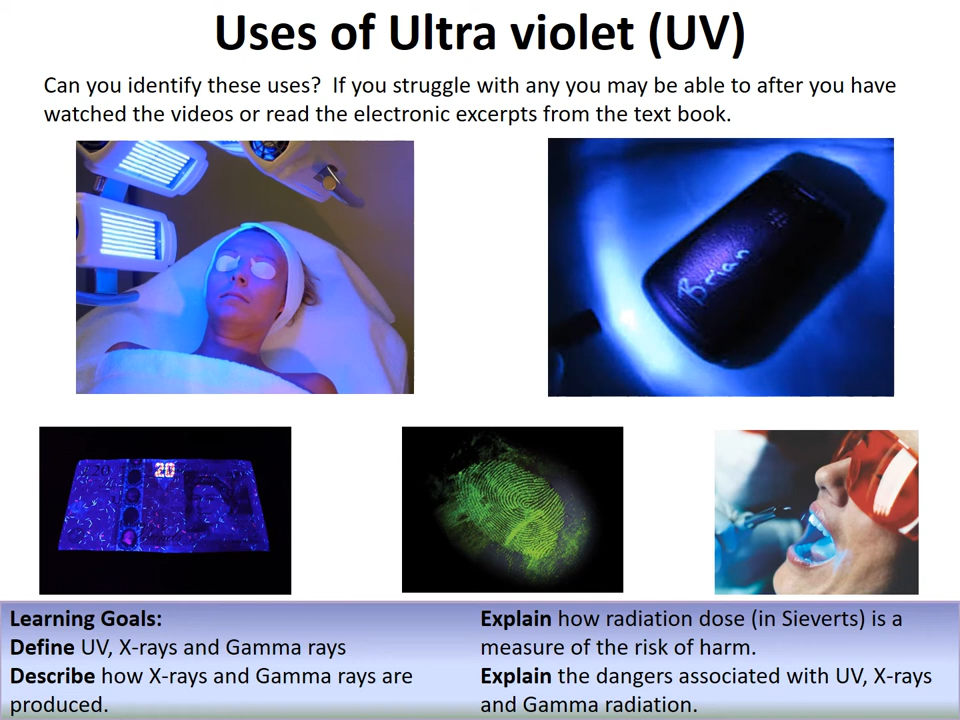 Uses of Ultra violet (UV)
Can you identify these uses?  If you struggle with any you may be able to after you have
watched the videos or read the electronic excerpts from the text book.
Brian
20
20
Learning Goals:
Define UV, X-rays and Gamma rays
Describe how X-rays and Gamma rays are
produced.
Explain how radiation dose (in Sieverts) is a
measure of the risk of harm.
Explain the dangers associated with UV, X-rays
and Gamma radiation.